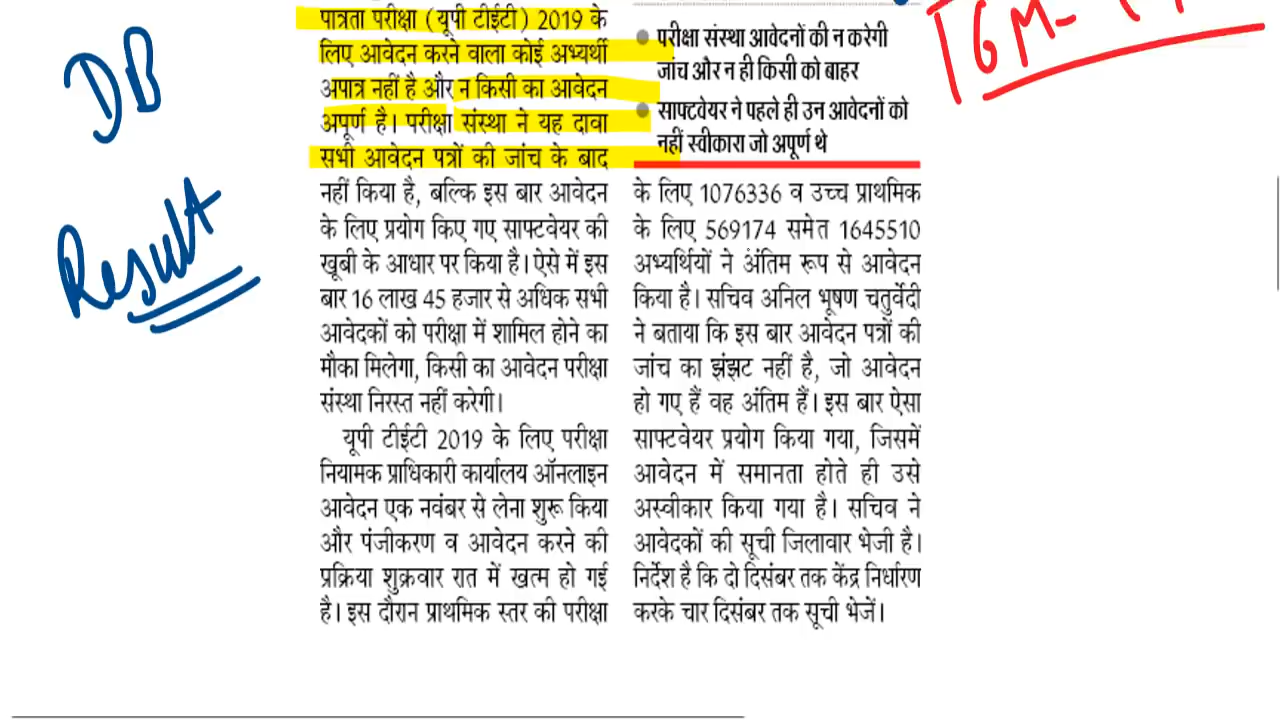 DB
Result
पात्रता परीक्षा (यूपी टीईटी) 2019 के
लिए आवेदन करने वाला कोई अभ्यर्थी
अपात्र नहीं है और न किसी का आवेदन
अपूर्ण है। परीक्षा संस्था ने यह दावा
सभी आवेदन पत्रों की जांच के बाद
नहीं किया है, बल्कि इस बार आवेदन
के लिए प्रयोग किए गए साफ्टवेयर की
खूबी के आधार पर किया है। ऐसे में इस
बार 16 लाख 45 हजार से अधिक सभी
आवेदकों को परीक्षा में शामिल होने का
मौका मिलेगा, किसी का आवेदन परीक्षा
संस्था निरस्त नहीं करेगी।
यूपी टीईटी 2019 के लिए परीक्षा
नियामक प्राधिकारी कार्यालय ऑनलाइन
आवेदन एक नवंबर से लेना शुरू किया
और पंजीकरण व आवेदन करने की
प्रक्रिया शुक्रवार रात में खत्म हो गई
है। इस दौरान प्राथमिक स्तर की परीक्षा
परीक्षा संस्था आवेदनों की न करेगी
जांच और न ही किसी को बाहर
साफ्टवेयर ने पहले ही उन आवेदनों को
नहीं स्वीकारा जो अपूर्ण थे
के लिए 1076336 व उच्च प्राथमिक
के लिए 569174 समेत 1645510
अभ्यर्थियों ने अंतिम रूप से आवेदन
किया है। सचिव अनिल भूषण चतुर्वेदी
ने बताया कि इस बार आवेदन पत्रों की
जांच का झंझट नहीं है, जो आवेदन
हो गए हैं वह अंतिम हैं। इस बार ऐसा
साफ्टवेयर प्रयोग किया गया, जिसमें
आवेदन में समानता होते ही उसे
अस्वीकार किया गया है। सचिव ने
आवेदकों की सूची जिलावार भेजी है।
निर्देश है कि दो दिसंबर तक केंद्र निर्धारण
करके चार दिसंबर तक सूची भेजें।